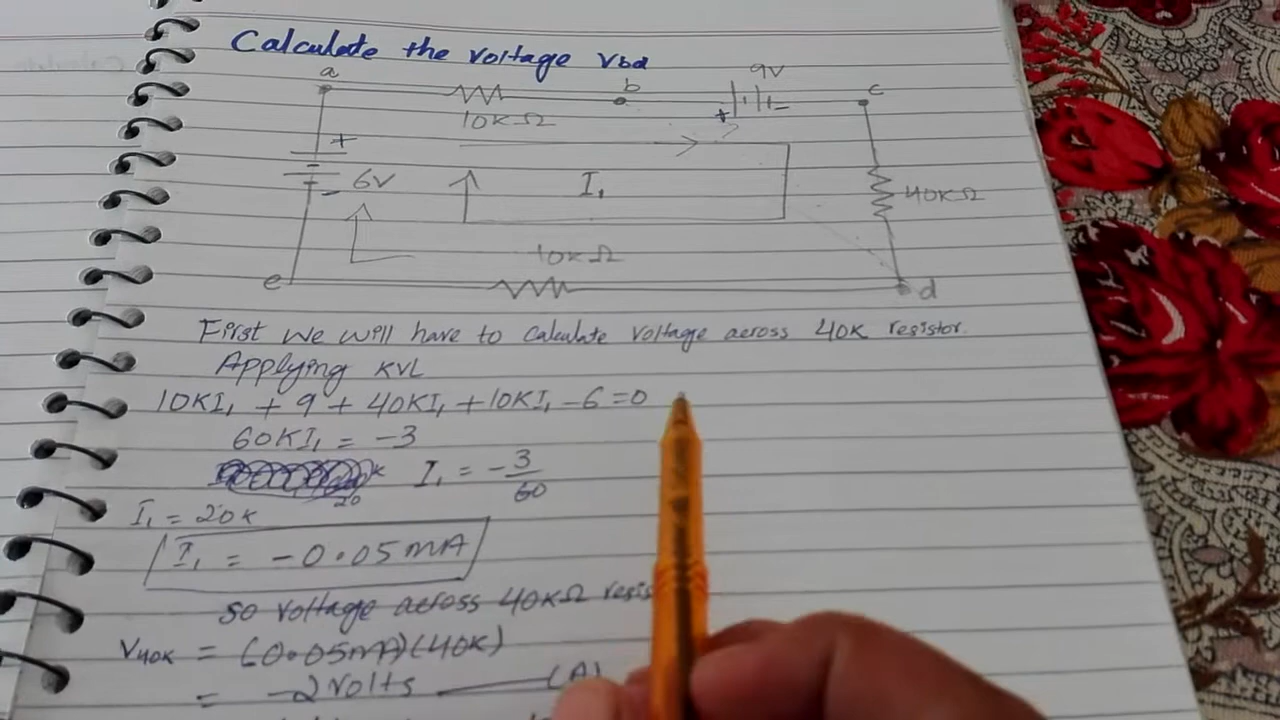 Calculate the voltage Vbd
a
b
9V
c
10KΩ
+
-
+
6V
-
I1
40KΩ
10KΩ
e
d
First we will have to calculate voltage across 40K resistor.
Applying KVL
10KI1 + 9 + 40KI1 + 10KI1 - 6 = 0
60KI1 = -3
20
I1 = -3/60
I1 = 20K
I1 = -0.05mA
So voltage across 40KΩ
V40K = (0.05mA)(40K)
= -2 Volts (A)